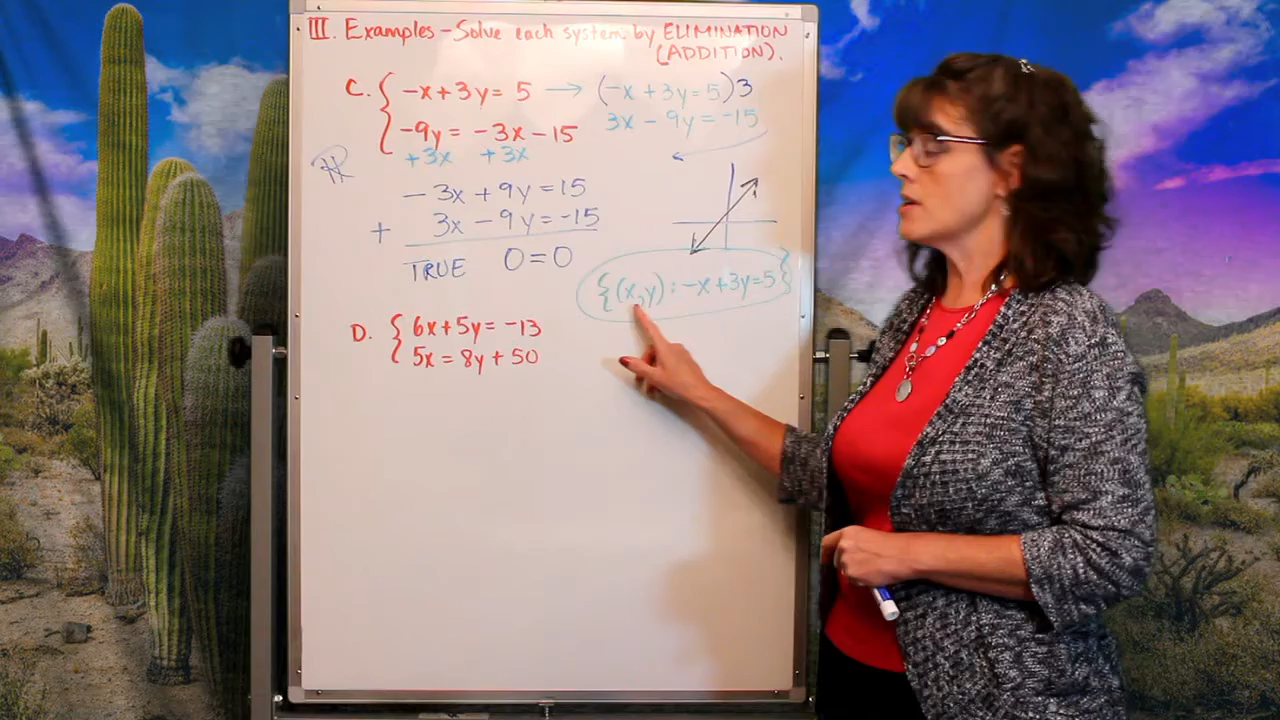 III. Examples - Solve each system by ELIMINATION
(ADDITION).
C. { -x + 3y = 5 → (-x + 3y = 5)3
-9y = -3x - 15 3x - 9y = -15
+3x +3x
-3x + 9y = 15
+ 3x - 9y = -15
TRUE 0 = 0
{(x,y): -x + 3y = 5}
D. { 6x + 5y = -13
5x = 8y + 50